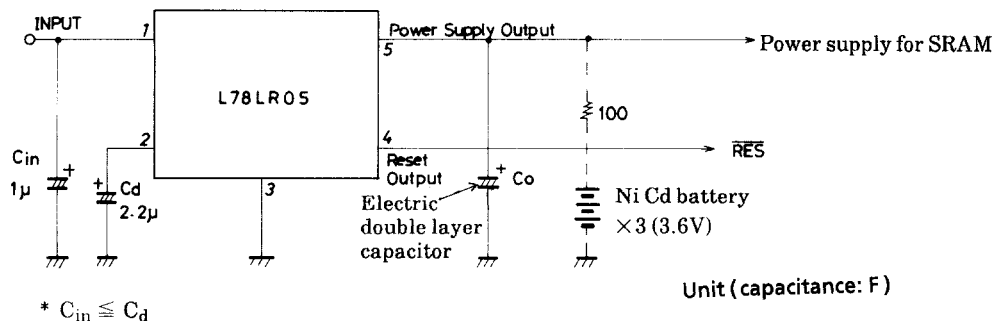 INPUT
1
5
Power Supply Output
Power supply for SRAM
L78LR05
100
2
4
Reset
Output
RES
Cin
1μ
+
+
Cd
2.2μ
3
+
Co
Electric
double layer
capacitor
Ni Cd battery
×3 (3.6V)
Unit (capacitance: F)
* Cin ≦ Cd